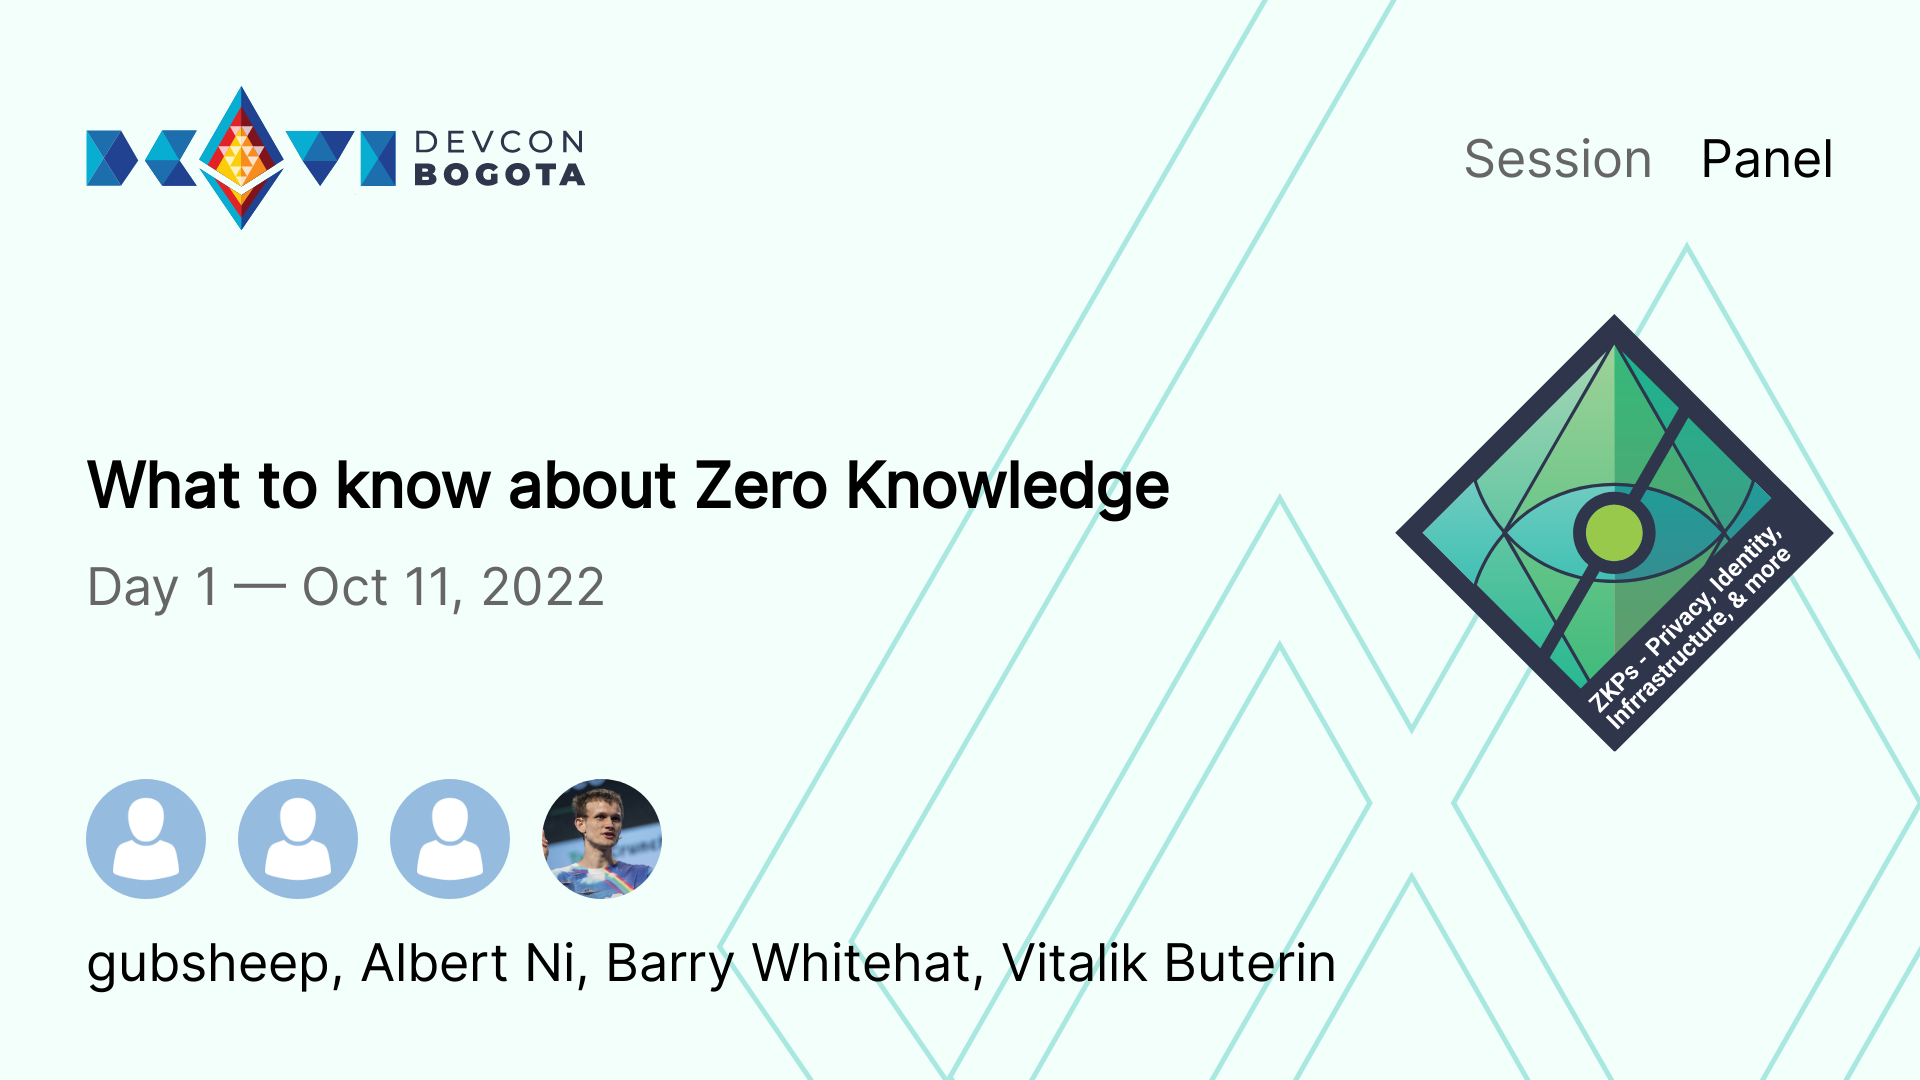 DEVCON
BOGOTA
Session Panel
What to know about Zero Knowledge
Day 1 — Oct 11, 2022
ZKPs - Privacy, Identity,
Infrrastructure, & more
gubsheep, Albert Ni, Barry Whitehat, Vitalik Buterin